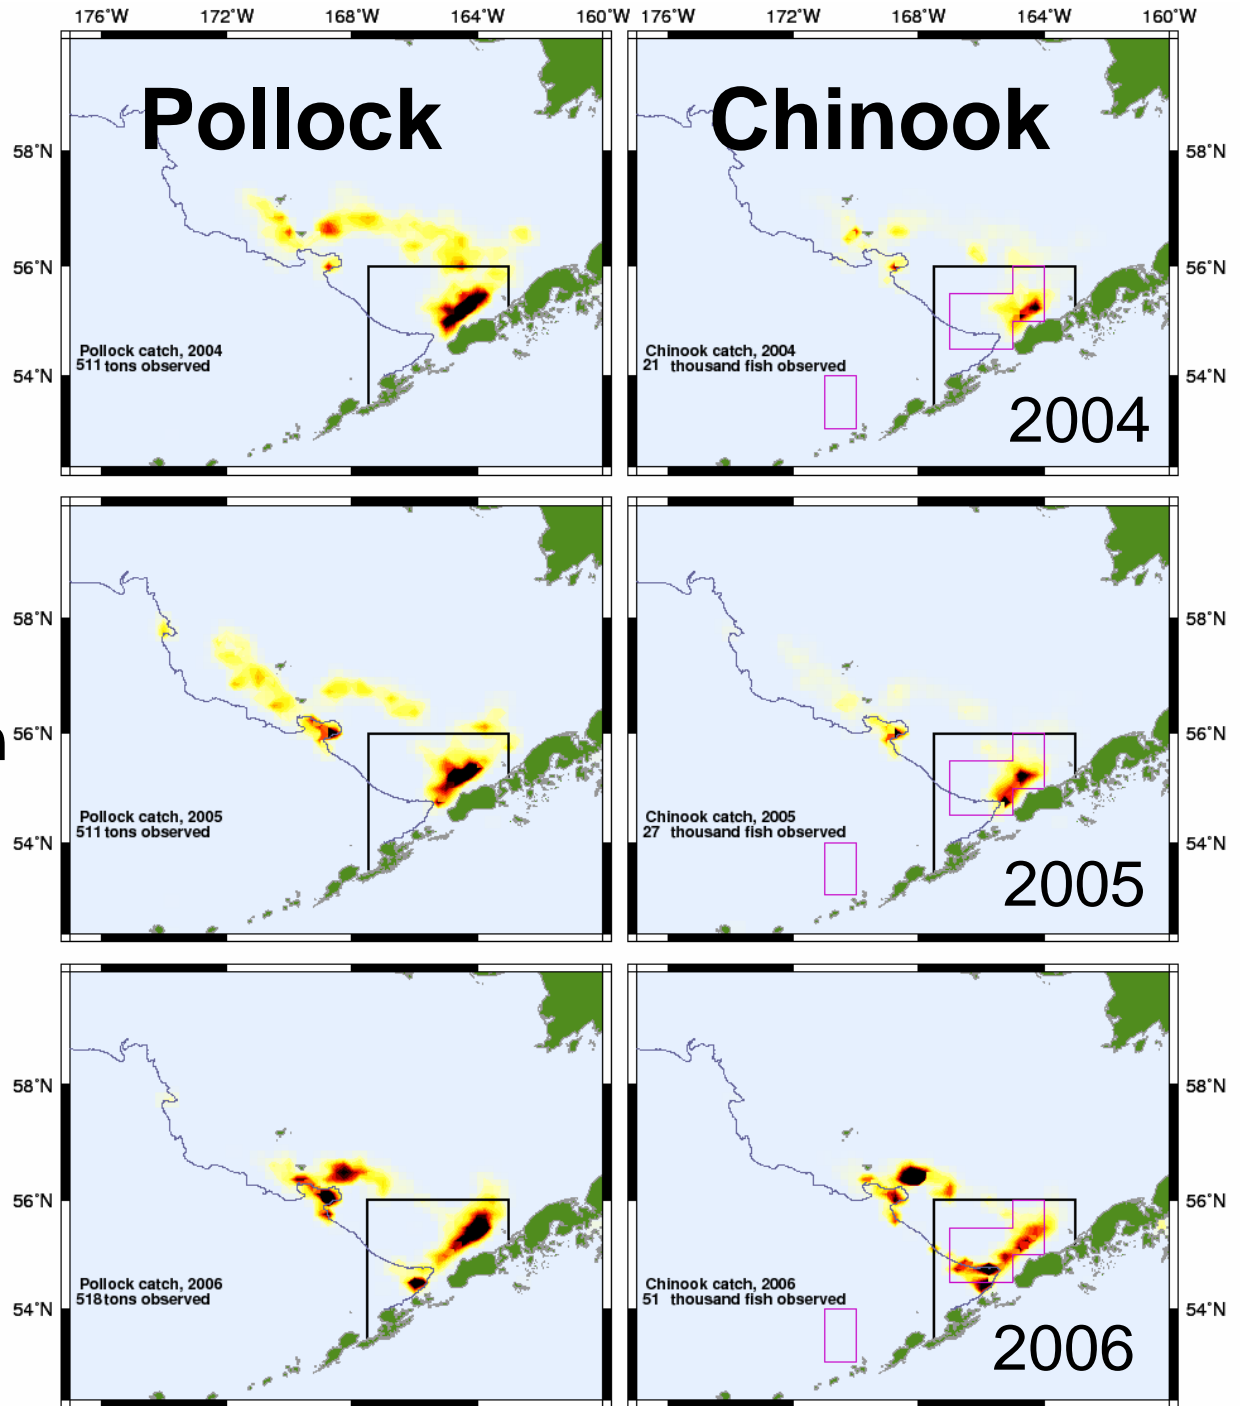 176°W 172°W 168°W 164°W 160°W 176°W 172°W 168°W 164°W 160°W
Pollock Chinook
58°N 58°N
56°N 56°N
Pollock catch, 2004 Chinook catch, 2004
511 tons observed 21 thousand fish observed
54°N 54°N
2004
58°N 58°N
n
56°N 56°N
Pollock catch, 2005 Chinook catch, 2005
511 tons observed 27 thousand fish observed
54°N 54°N
2005
58°N 58°N
56°N 56°N
Pollock catch, 2006 Chinook catch, 2006
518 tons observed 51 thousand fish observed
54°N 54°N
2006